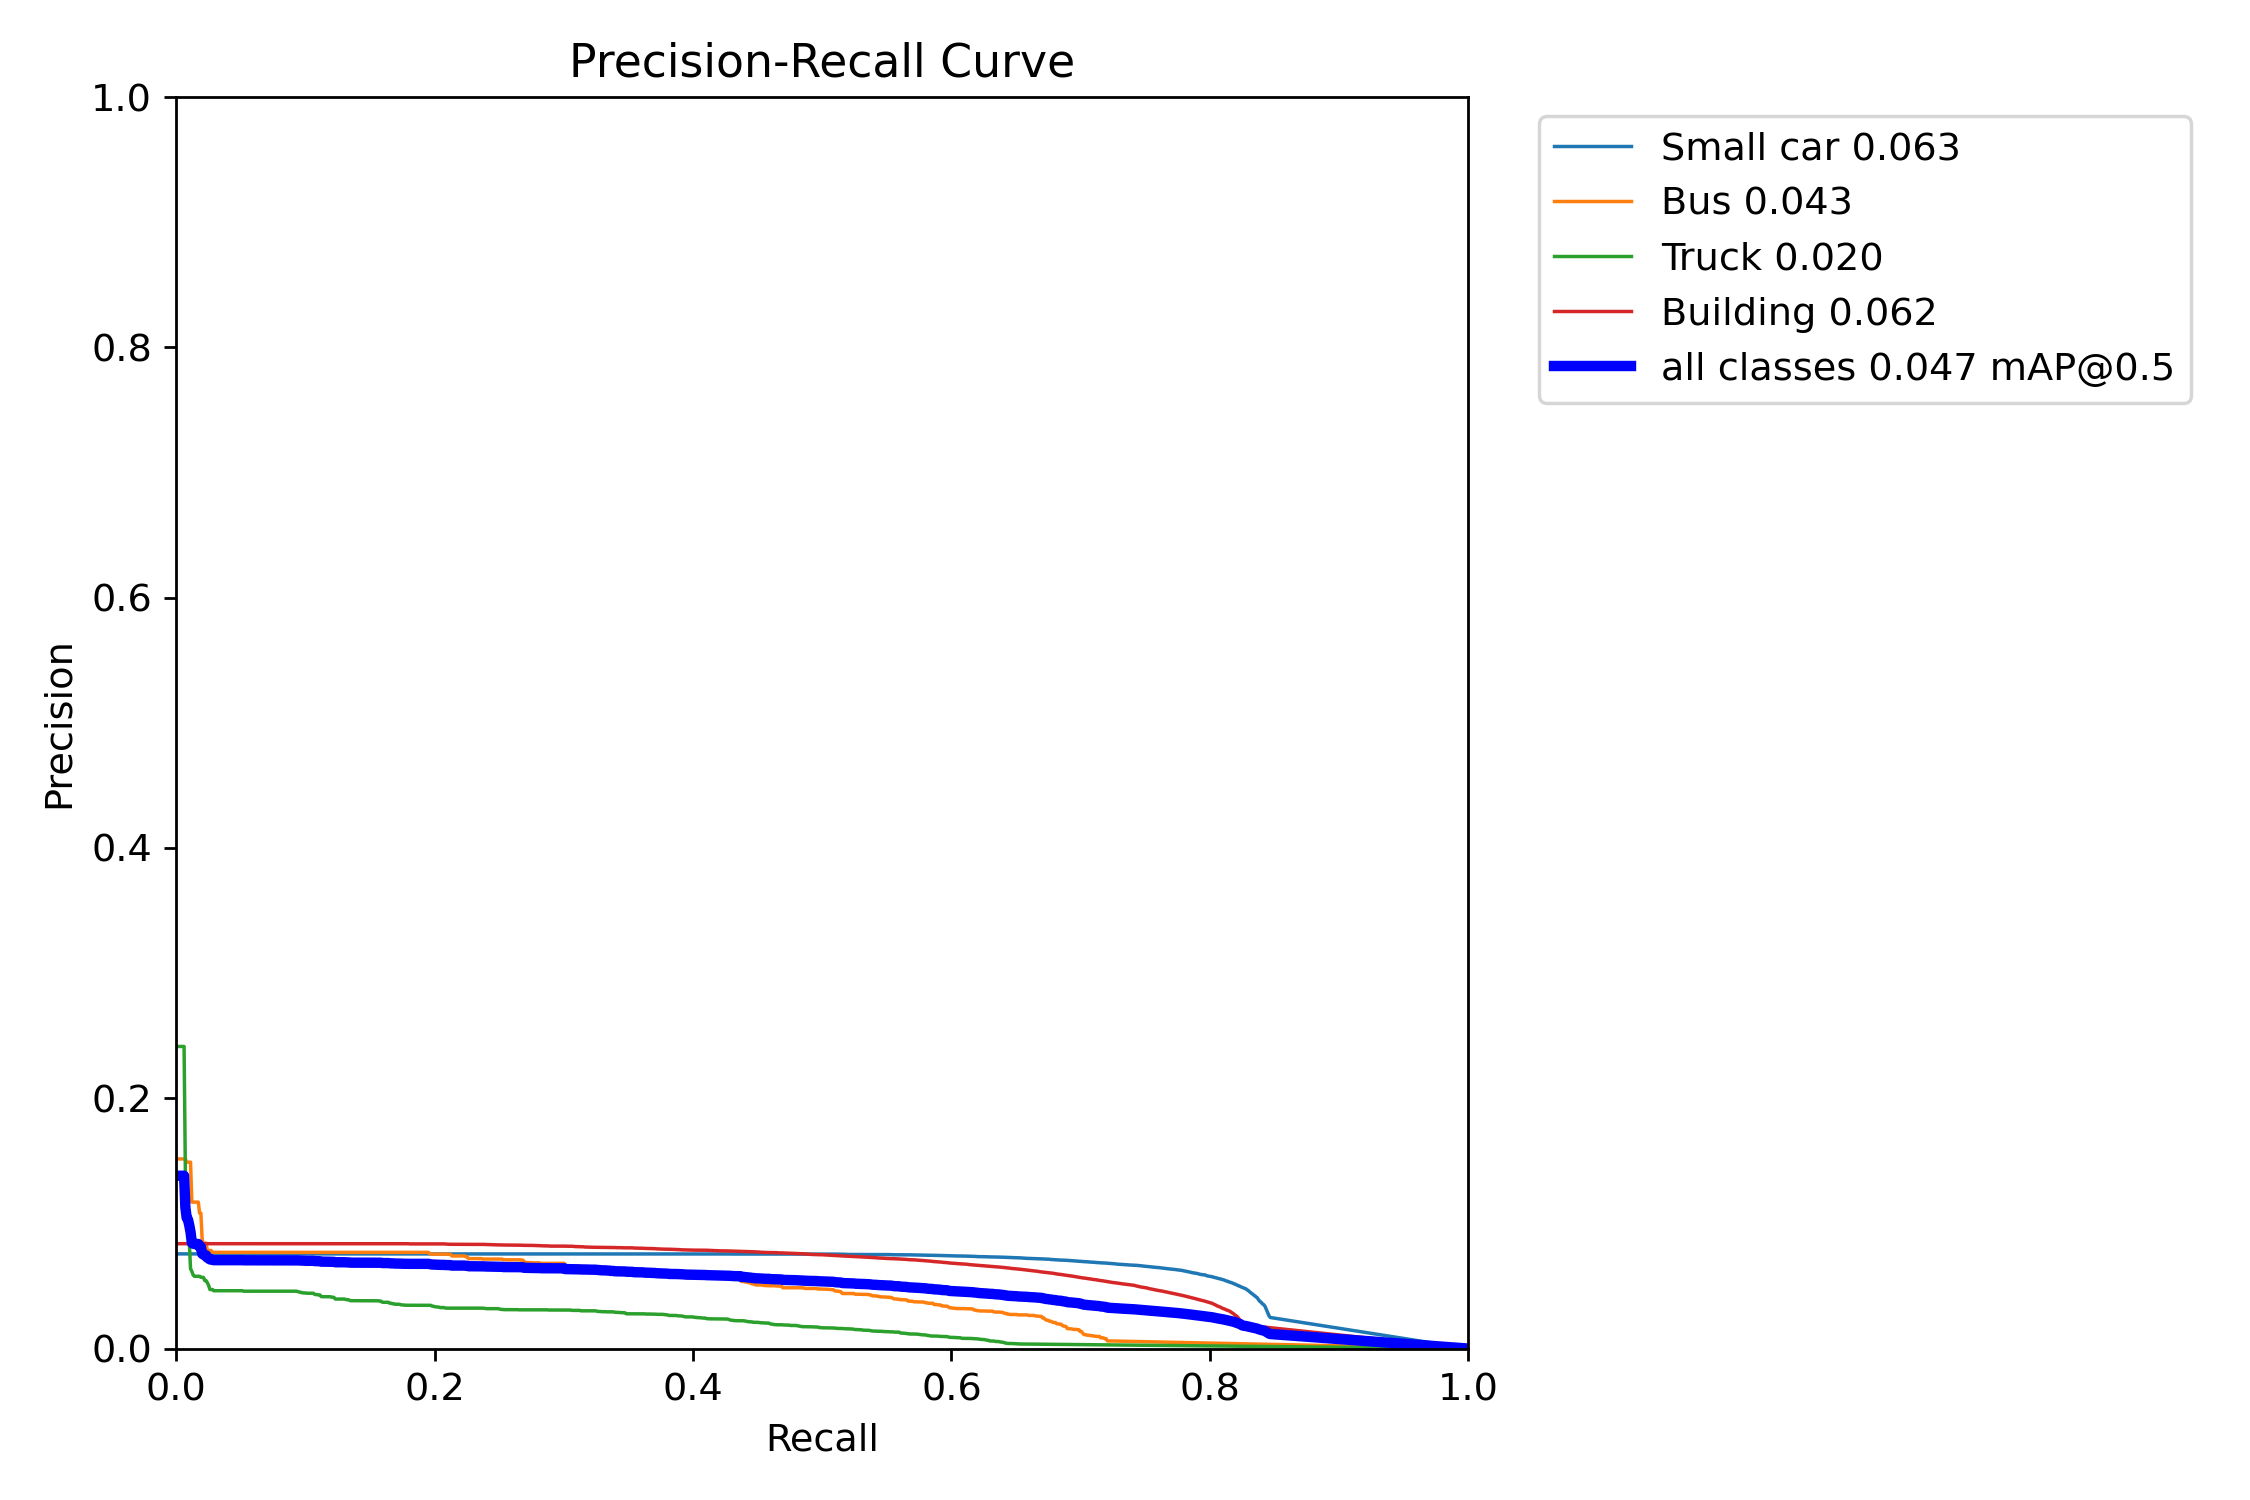 Precision-Recall Curve
1.0
0.8
0.6
0.4
0.2
0.0
Precision
0.0 0.2 0.4 0.6 0.8 1.0
Recall
Small car 0.063
Bus 0.043
Truck 0.020
Building 0.062
all classes 0.047 mAP@0.5